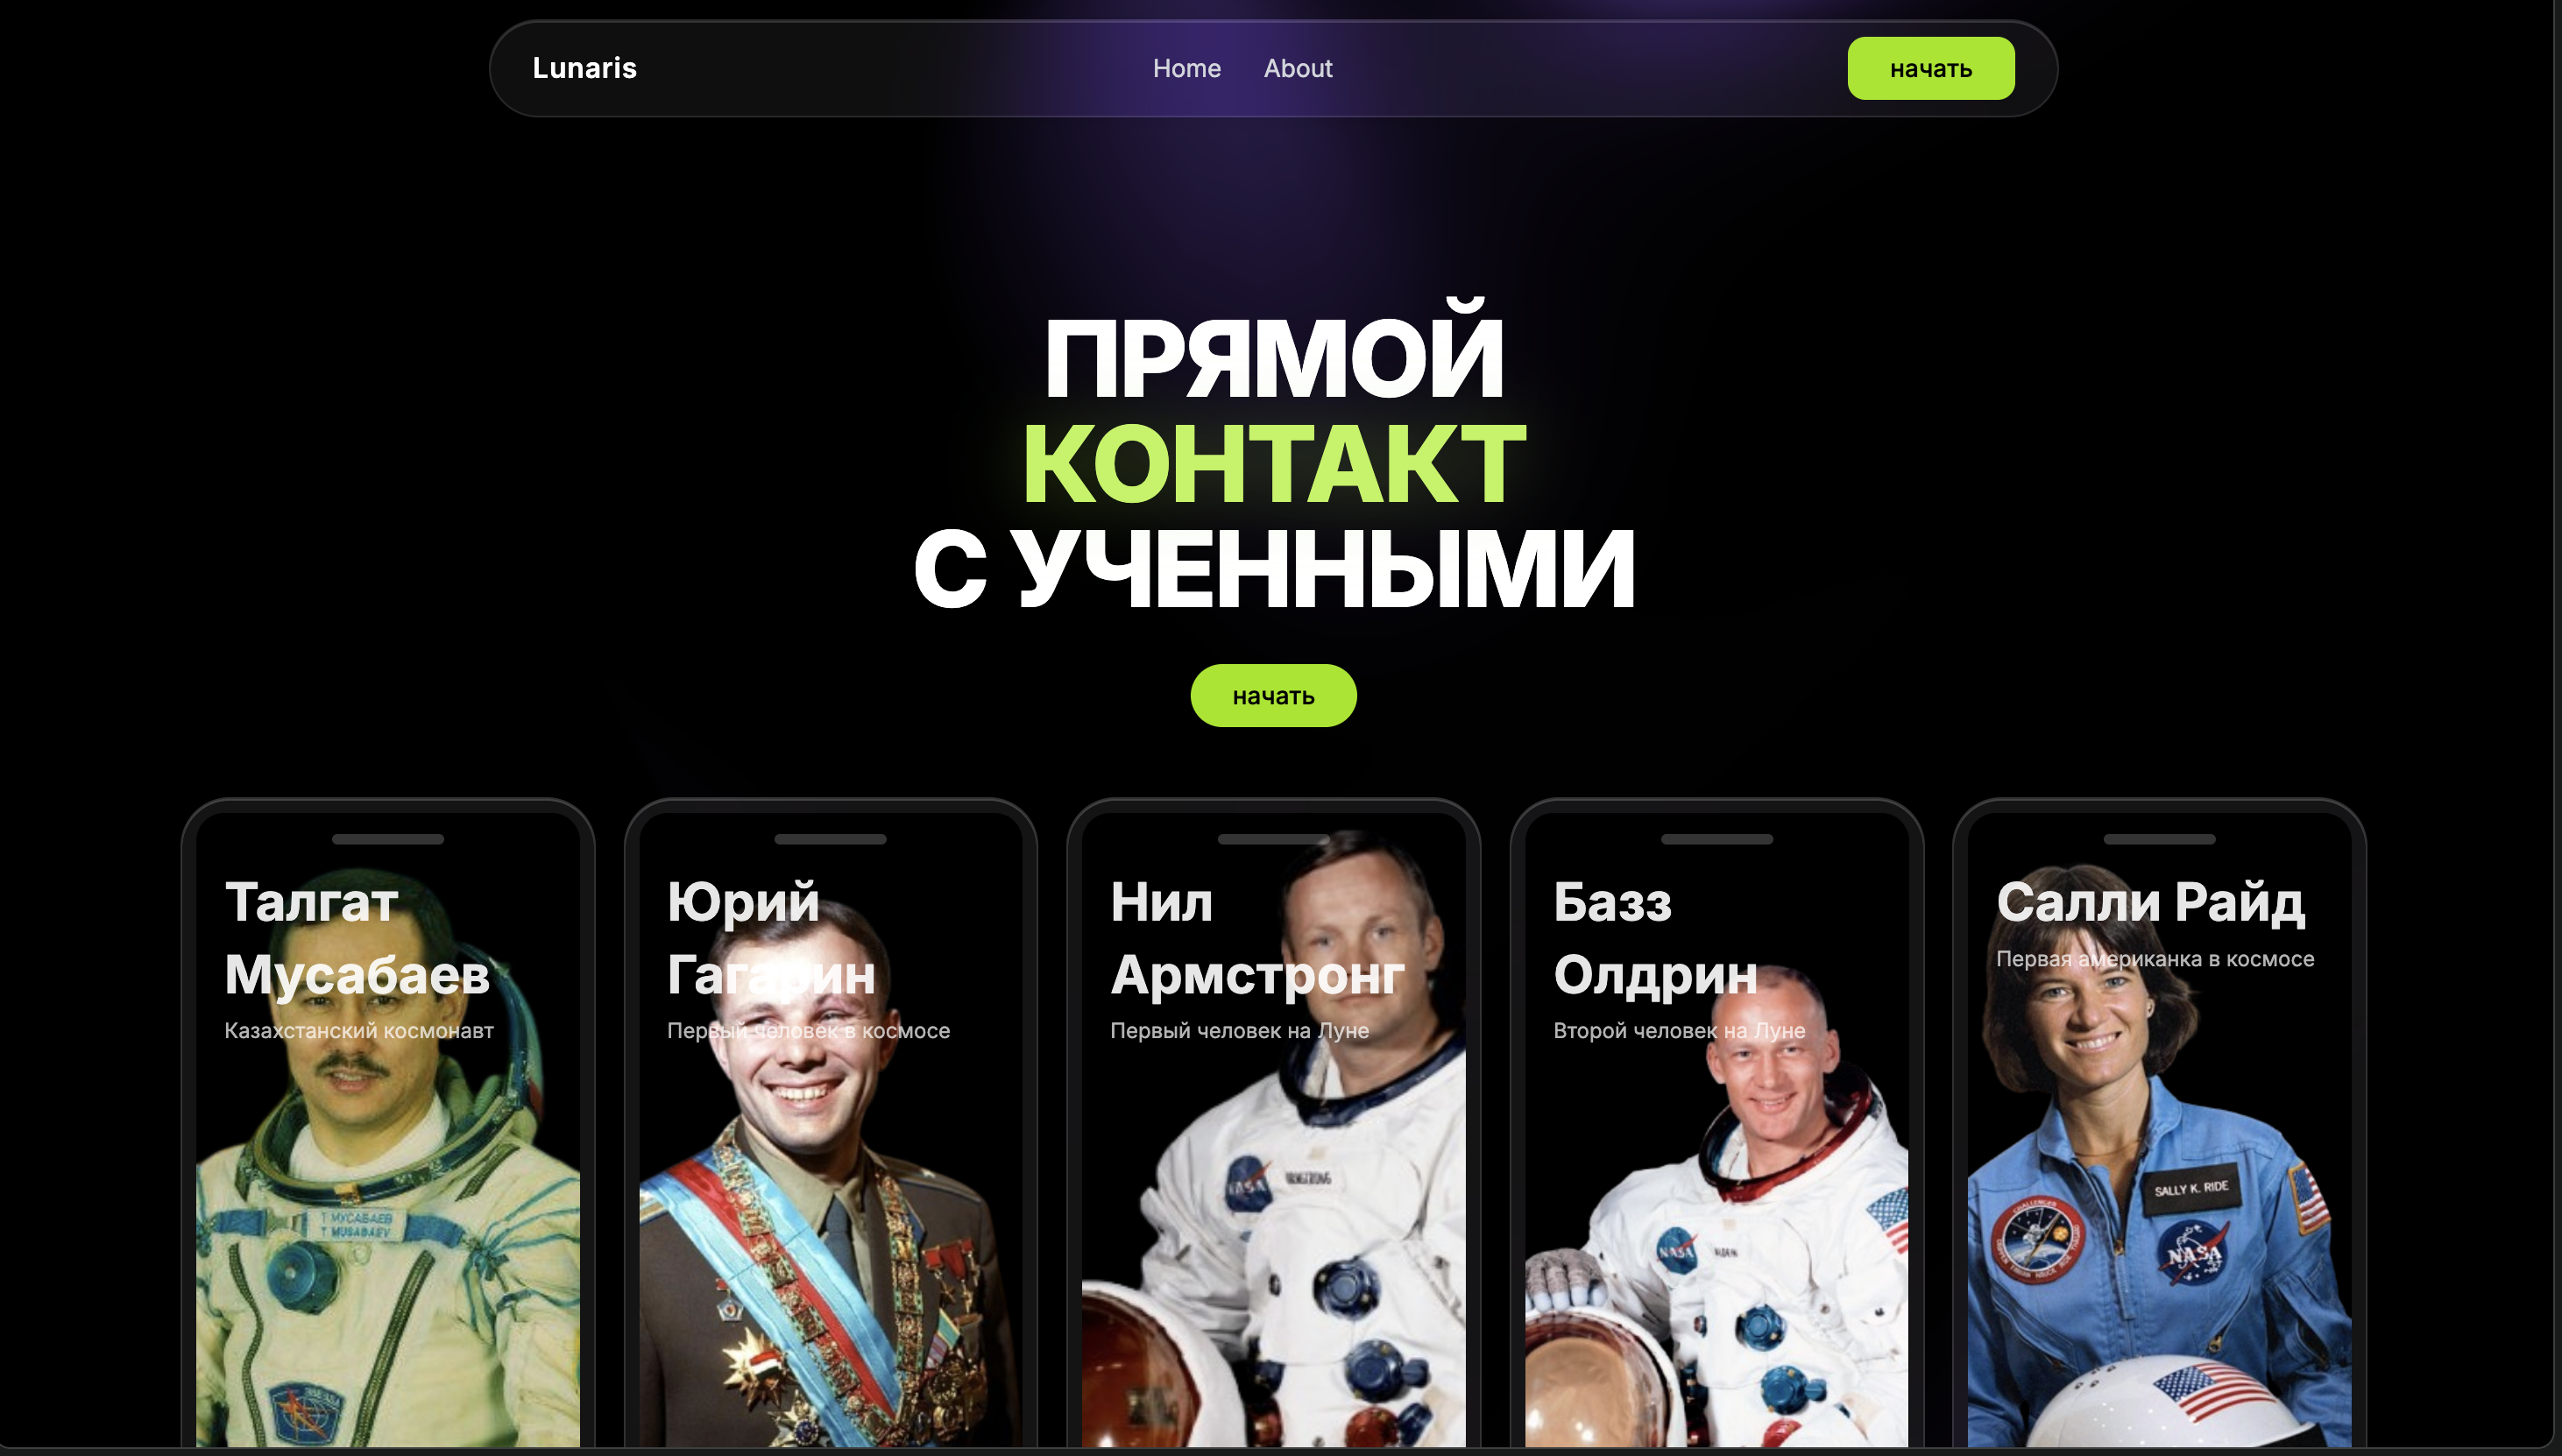 Lunaris
Home
About
начать
ПРЯМОЙ
КОНТАКТ
С УЧЕННЫМИ
начать
Талгат
Мусабаев
Казахстанский космонавт
Т МУСАБАЕВ
T MUSABAEV
Юрий
Гагарин
Первый человек в космосе
Нил
Армстронг
Первый человек на Луне
NASA
ARMSTRONG
Базз
Олдрин
Второй человек на Луне
NASA
Салли Райд
Первая американка в космосе
SALLY K. RIDE
CHALLENGER
NASA